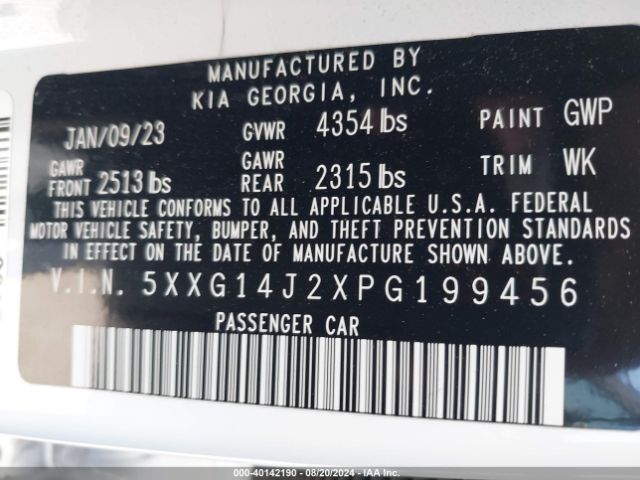 MANUFACTURED BY
KIA GEORGIA, INC.
JAN/09/23 GVWR 4354 lbs PAINT GWP
GAWR FRONT 2513 lbs GAWR REAR 2315 lbs TRIM WK
THIS VEHICLE CONFORMS TO ALL APPLICABLE U.S.A. FEDERAL
MOTOR VEHICLE SAFETY, BUMPER, AND THEFT PREVENTION STANDARDS
IN EFFECT ON THE DATE OF MANUFACTURE SHOWN ABOVE.
V.I.N. 5XXG14J2XPG199456
PASSENGER CAR
000-40142190 - 08/20/2024 - IAA Inc.